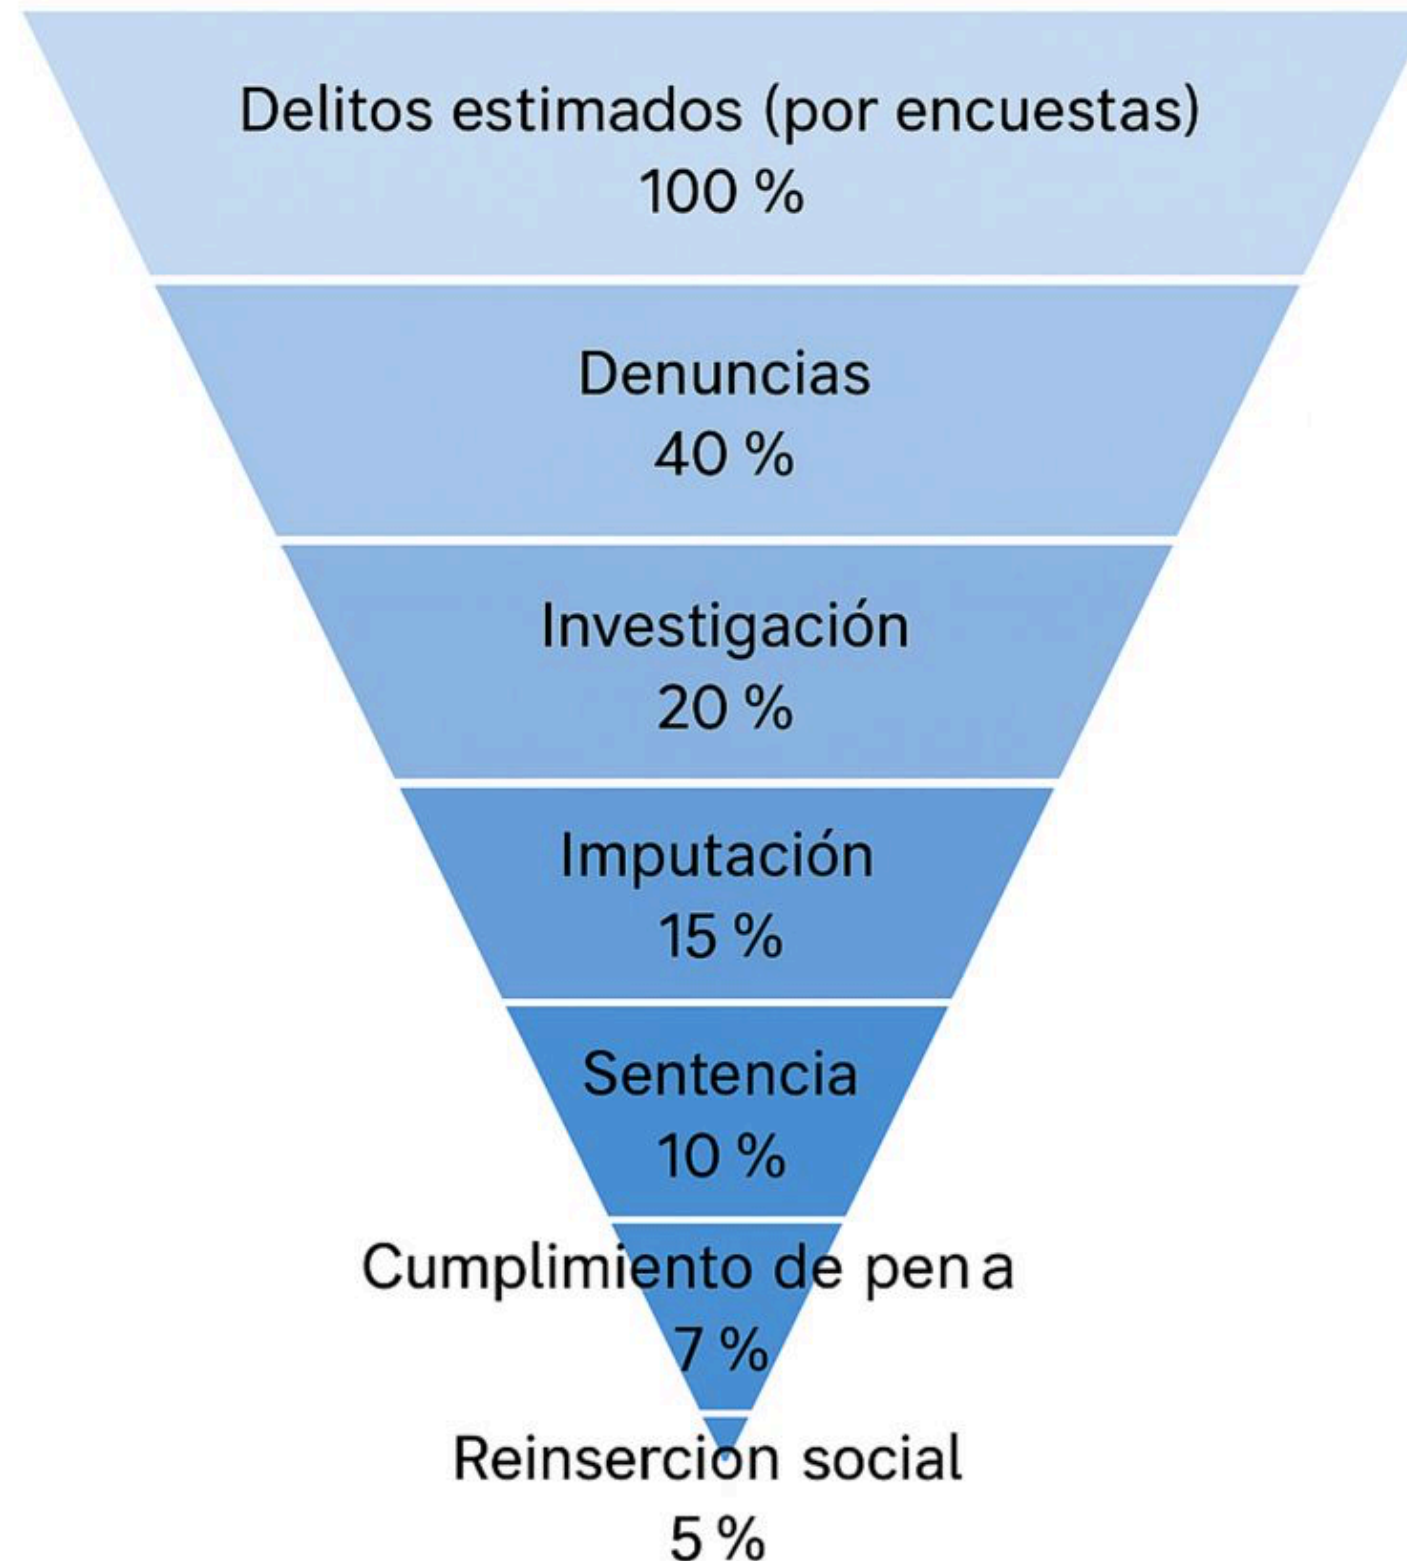 Delitos estimados (por encuestas)
100 %
Denuncias
40 %
Investigación
20 %
Imputación
15 %
Sentencia
10 %
Cumplimiento de pena
7 %
Reinsercion social
5 %